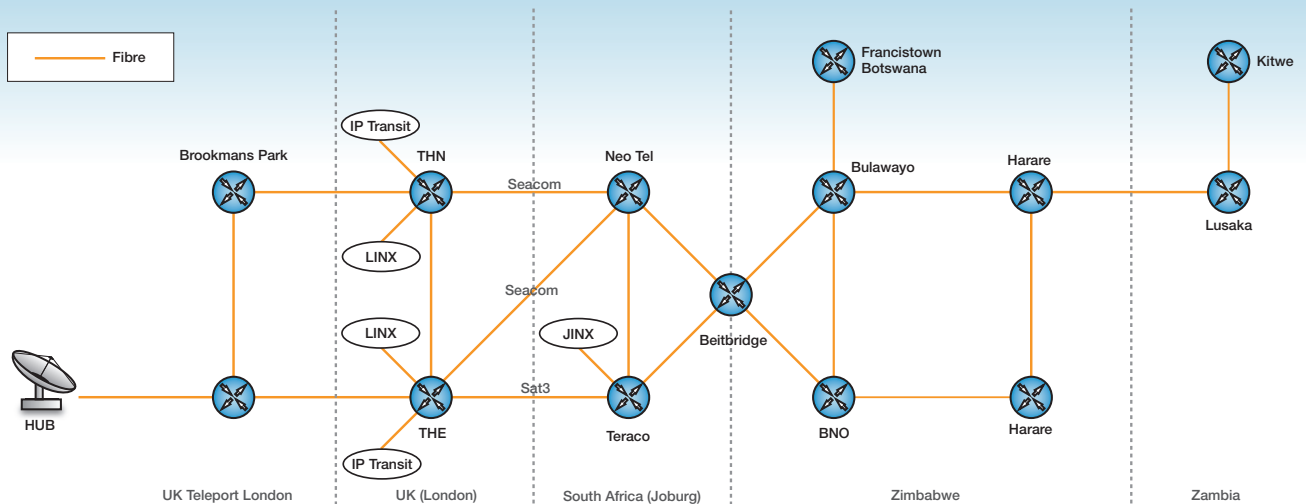 Fibre
Francistown
Botswana
Kitwe
IP Transit
Brookmans Park
THN
Neo Tel
Bulawayo
Harare
Seacom
Lusaka
LINX
Seacom
LINX
JINX
Beitbridge
Sat3
HUB
THE
Teraco
BNO
Harare
IP Transit
UK Teleport London
UK (London)
South Africa (Joburg)
Zimbabwe
Zambia